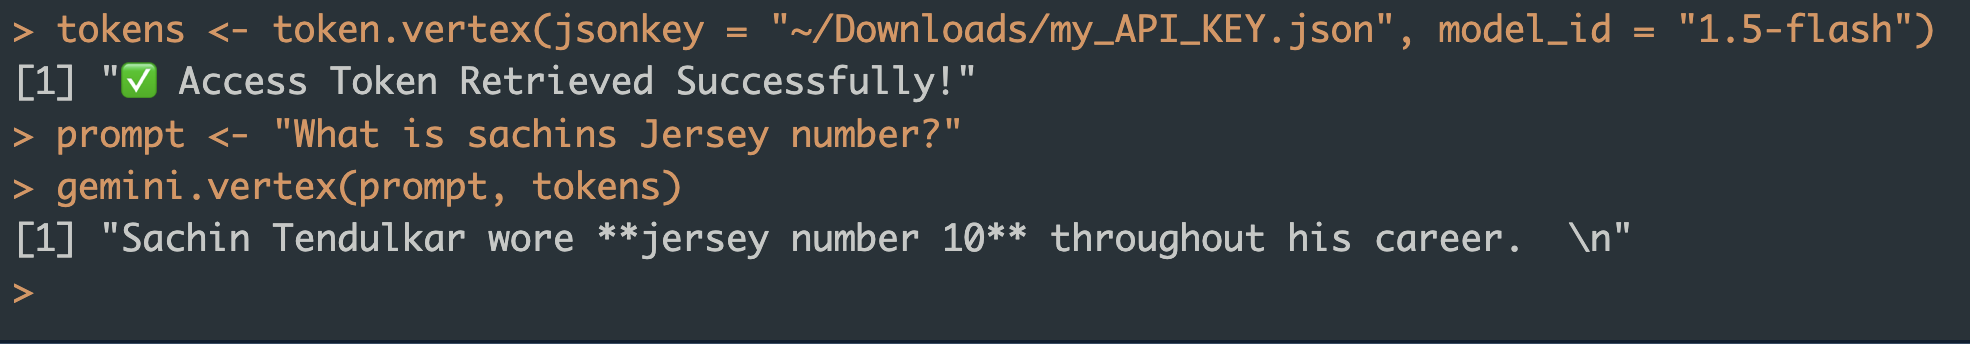 > tokens <- token.vertex(jsonkey = "~/Downloads/my_API_KEY.json", model_id = "1.5-flash")
[1] "✅ Access Token Retrieved Successfully!"
> prompt <- "What is sachins Jersey number?"
> gemini.vertex(prompt, tokens)
[1] "Sachin Tendulkar wore **jersey number 10** throughout his career.  \n"
>